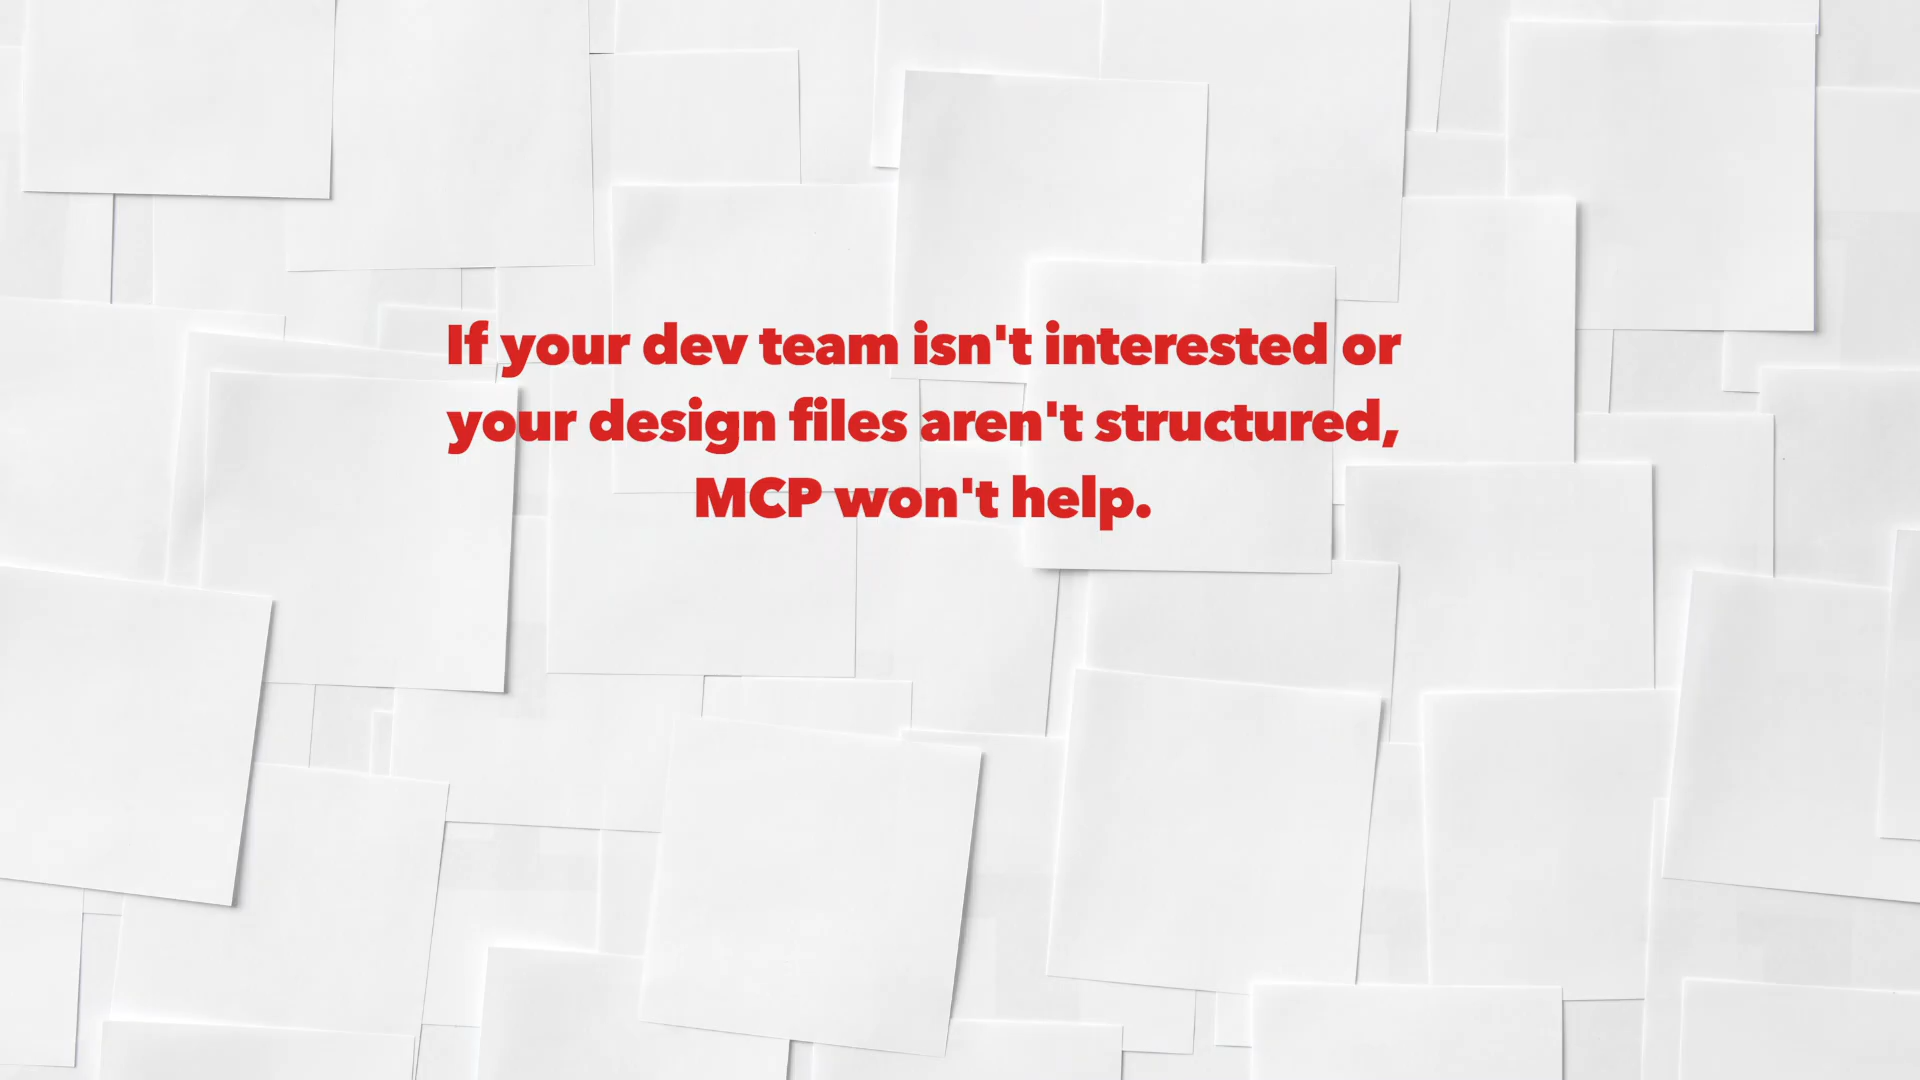 If your dev team isn't interested or
your design files aren't structured,
MCP won't help.